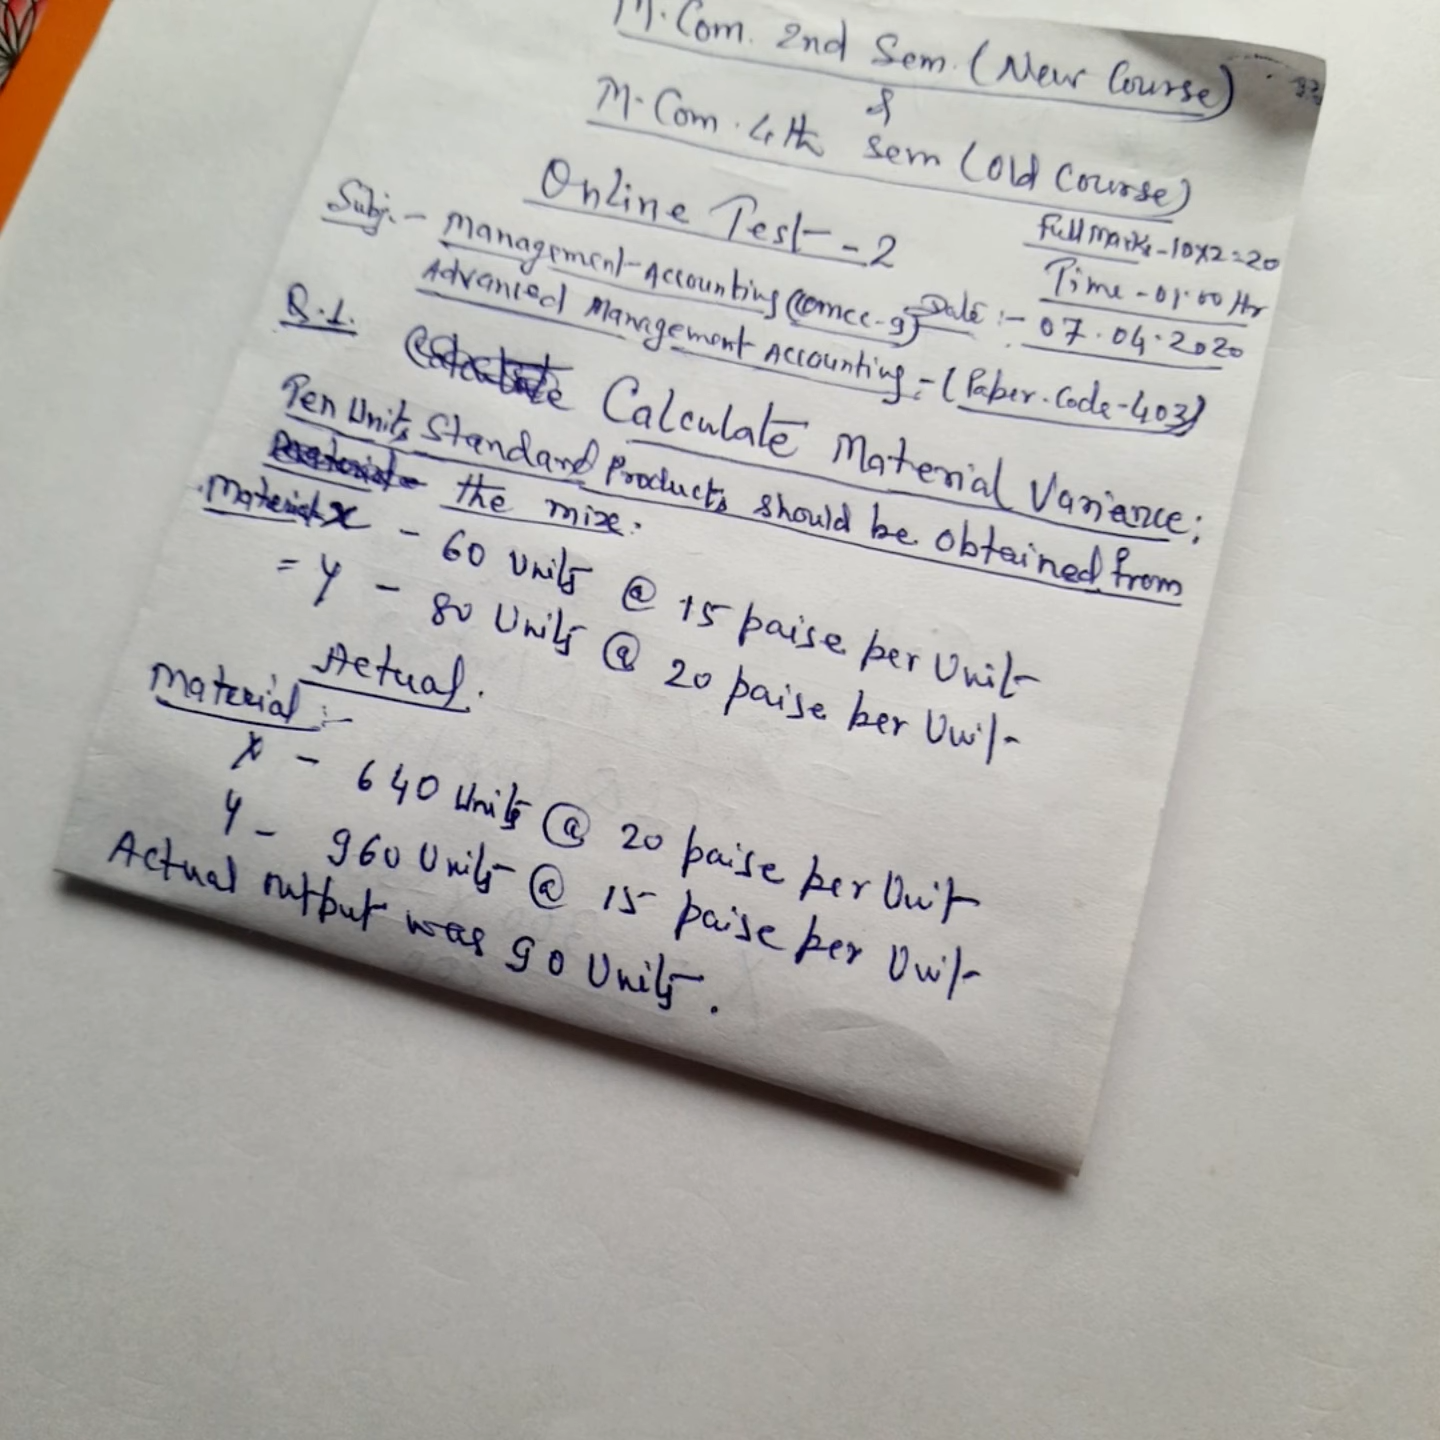 M.Com. 2nd Sem. (New Course)
&
M.Com. 4th Sem (Old Course)
Online Test-2
Full Marks-10x2=20
Time-01.00 Hr
Subj.- Management Accounting (Comcc-9) Date:- 07.04.2020
Advanced Management Accounting-(Paper.Code-403)
Q.1. Calculate Material Variance;
Ten Units Standard Products should be obtained from
the mix:
Material x - 60 Units @ 15 paise per Unit
= y - 80 Units @ 20 paise per Unit
Actual.
Material:-
X - 640 Units @ 20 paise per Unit
Y - 960 Units @ 15 paise per Unit
Actual output was 90 Units.